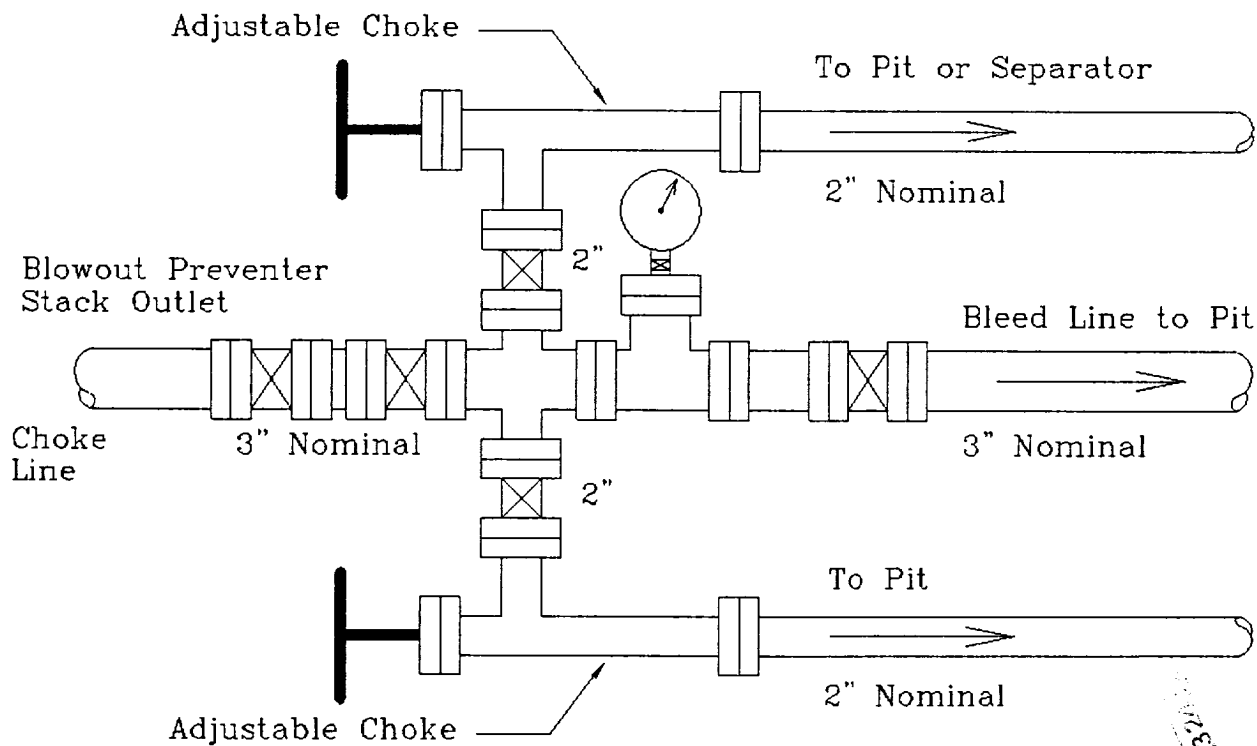 Adjustable Choke
To Pit or Separator
2" Nominal
2"
Blowout Preventer
Stack Outlet
Bleed Line to Pit
Choke
Line
3" Nominal
3" Nominal
2"
To Pit
2" Nominal
Adjustable Choke